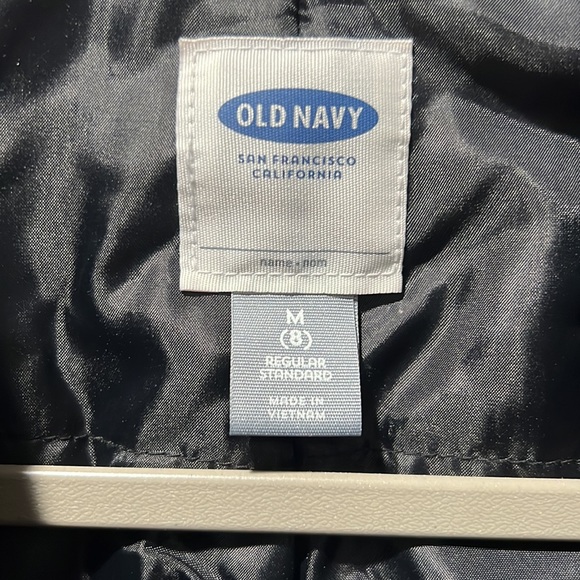 OLD NAVY
SAN FRANCISCO
CALIFORNIA
name • nom
M
(8)
REGULAR
STANDARD
MADE IN
VIETNAM